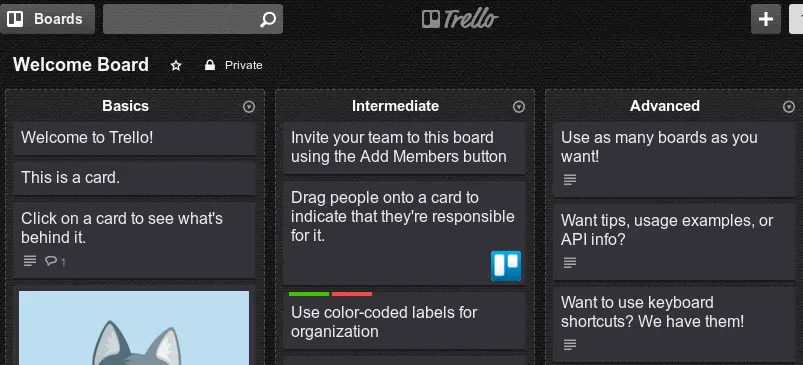 Boards
Trello
Welcome Board
Private
Basics
Welcome to Trello!
This is a card.
Click on a card to see what's
behind it.
1
Intermediate
Invite your team to this board
using the Add Members button
Drag people onto a card to
indicate that they're responsible
for it.
Use color-coded labels for
organization
Advanced
Use as many boards as you
want!
Want tips, usage examples, or
API info?
Want to use keyboard
shortcuts? We have them!